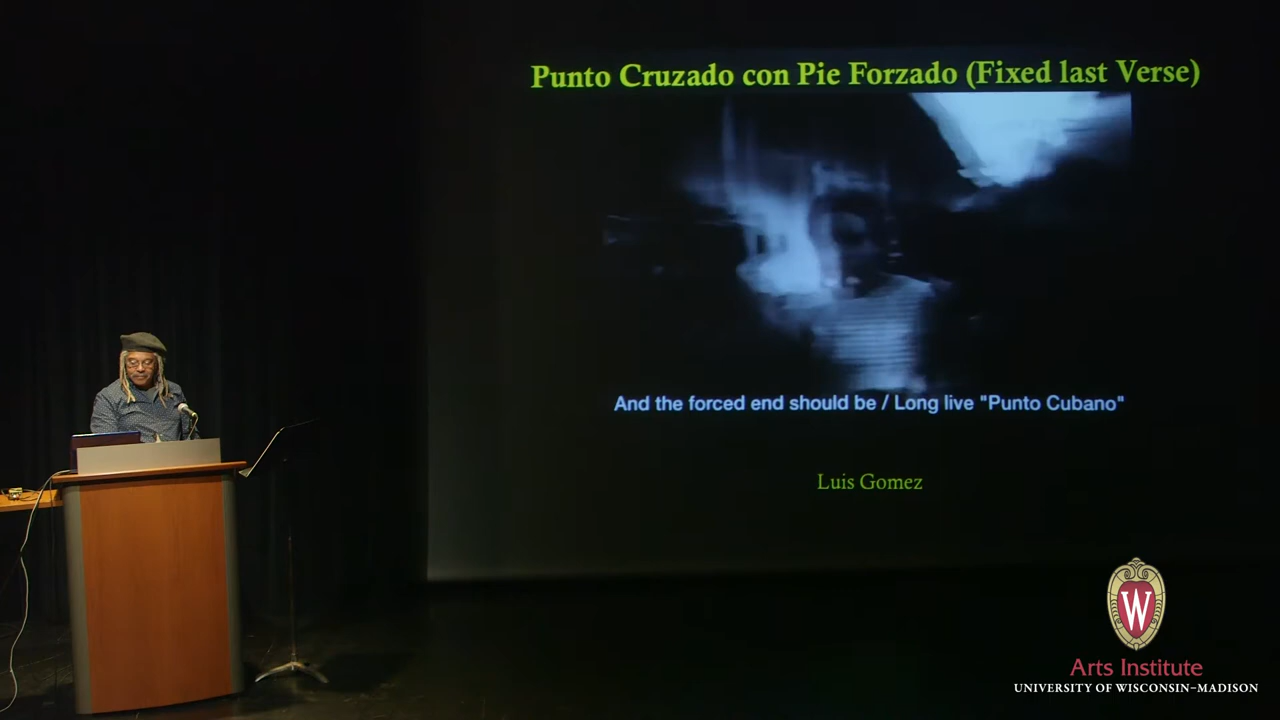 Punto Cruzado con Pie Forzado (Fixed last Verse)
And the forced end should be / Long live "Punto Cubano"
Luis Gomez
W
Arts Institute
UNIVERSITY OF WISCONSIN–MADISON